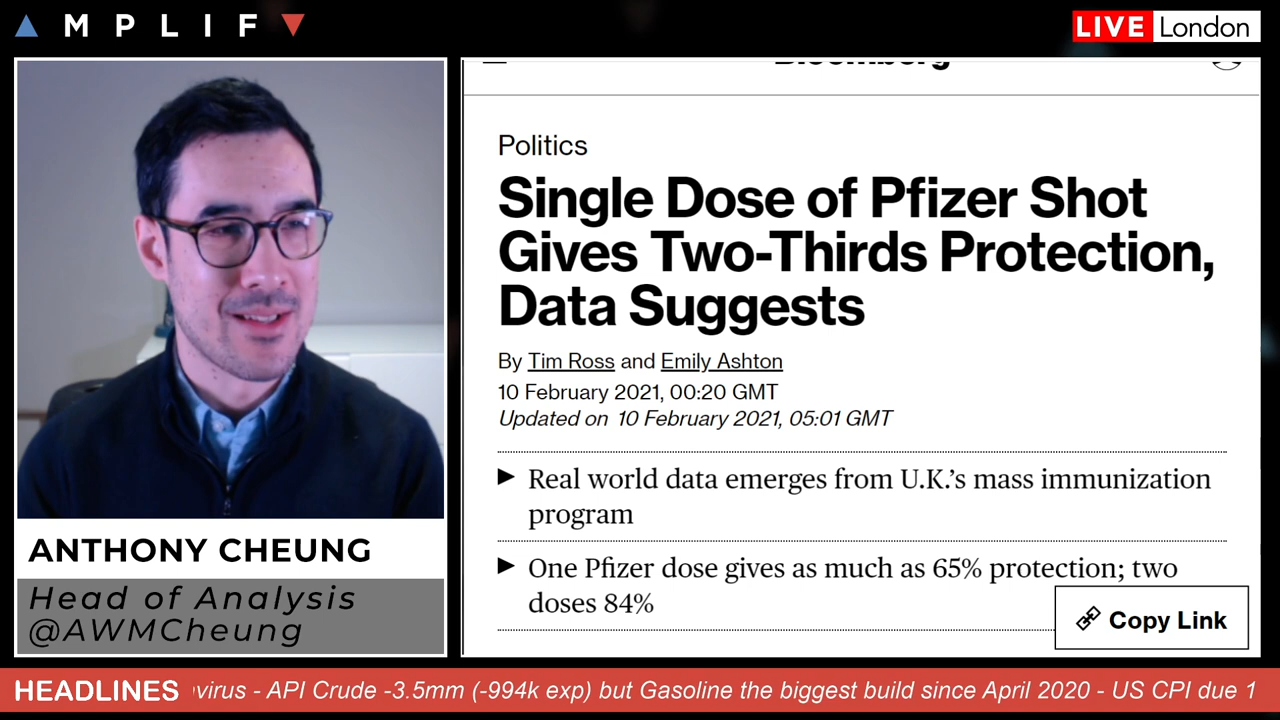 AMPLIFY
LIVE London
Bloomberg
Politics
Single Dose of Pfizer Shot
Gives Two-Thirds Protection,
Data Suggests
By Tim Ross and Emily Ashton
10 February 2021, 00:20 GMT
Updated on 10 February 2021, 05:01 GMT
Real world data emerges from U.K.'s mass immunization
program
One Pfizer dose gives as much as 65% protection; two
doses 84%
Copy Link
ANTHONY CHEUNG
Head of Analysis
@AWMCheung
HEADLINES virus - API Crude -3.5mm (-994k exp) but Gasoline the biggest build since April 2020 - US CPI due 1